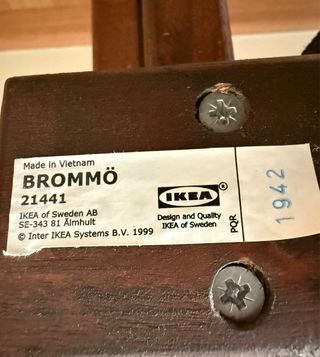 Made in Vietnam
BROMMÖ
21441
IKEA of Sweden AB
SE-343 81 Älmhult
© Inter IKEA Systems B.V. 1999
IKEA®
Design and Quality
IKEA of Sweden
PQR
1942